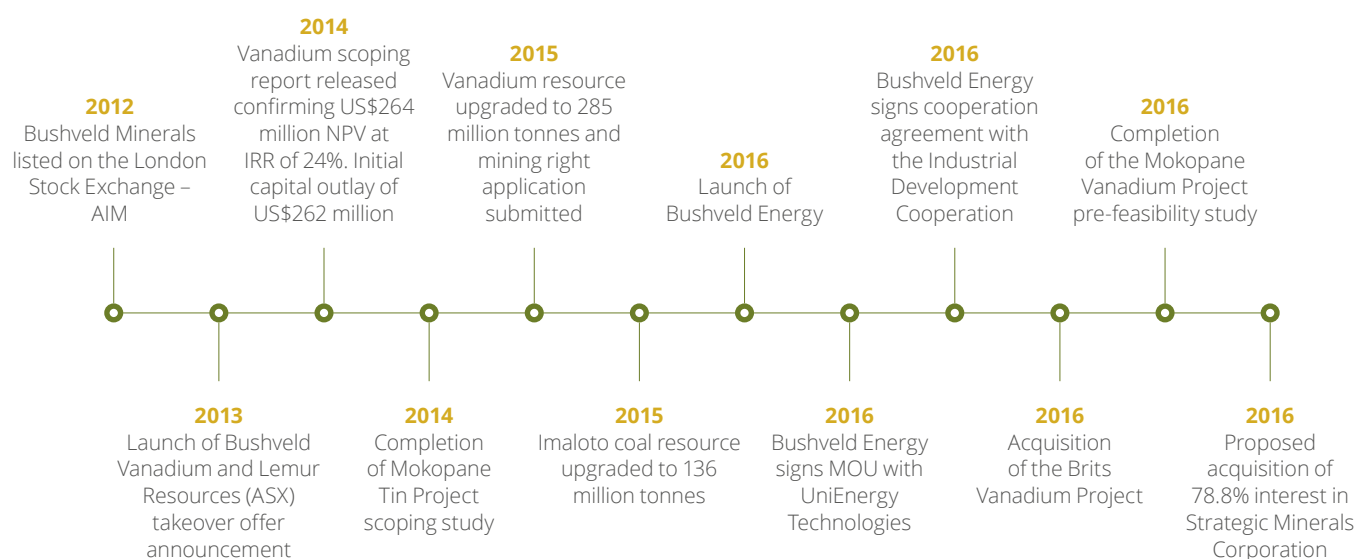 2012
Bushveld Minerals
listed on the London
Stock Exchange –
AIM
2013
Launch of Bushveld
Vanadium and Lemur
Resources (ASX)
takeover offer
announcement
2014
Vanadium scoping
report released
confirming US$264
million NPV at
IRR of 24%. Initial
capital outlay of
US$262 million
2014
Completion
of Mokopane
Tin Project
scoping study
2015
Vanadium resource
upgraded to 285
million tonnes and
mining right
application
submitted
2015
Imaloto coal resource
upgraded to 136
million tonnes
2016
Launch of
Bushveld Energy
2016
Bushveld Energy
signs MOU with
UniEnergy
Technologies
2016
Bushveld Energy
signs cooperation
agreement with
the Industrial
Development
Cooperation
2016
Acquisition
of the Brits
Vanadium Project
2016
Completion
of the Mokopane
Vanadium Project
pre-feasibility study
2016
Proposed
acquisition of
78.8% interest in
Strategic Minerals
Corporation